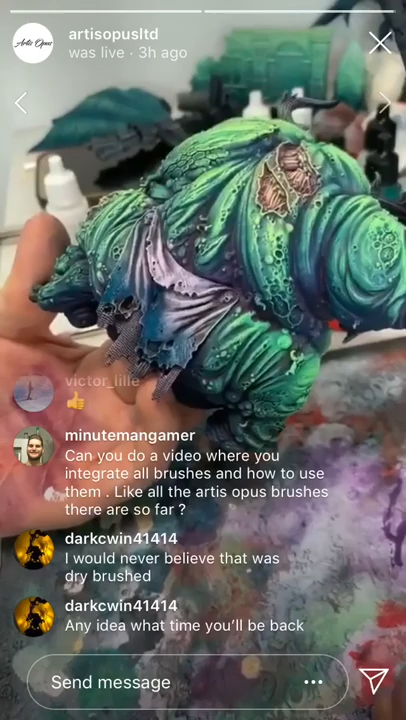 Artis Opus
artisopusltd
was live · 3h ago
victor_lille
👍
minutemangamer
Can you do a video where you
integrate all brushes and how to use
them . Like all the artis opus brushes
there are so far ?
darkcwin41414
I would never believe that was
dry brushed
darkcwin41414
Any idea what time you’ll be back
Send message